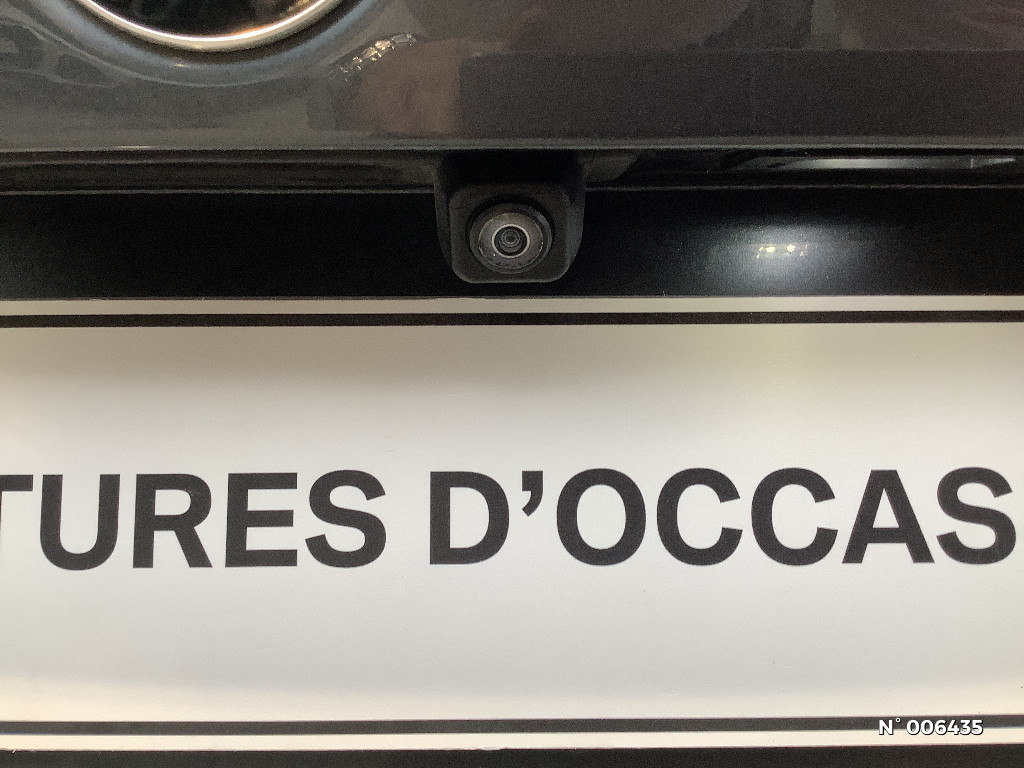 TURES D’OCCAS
N° 006435